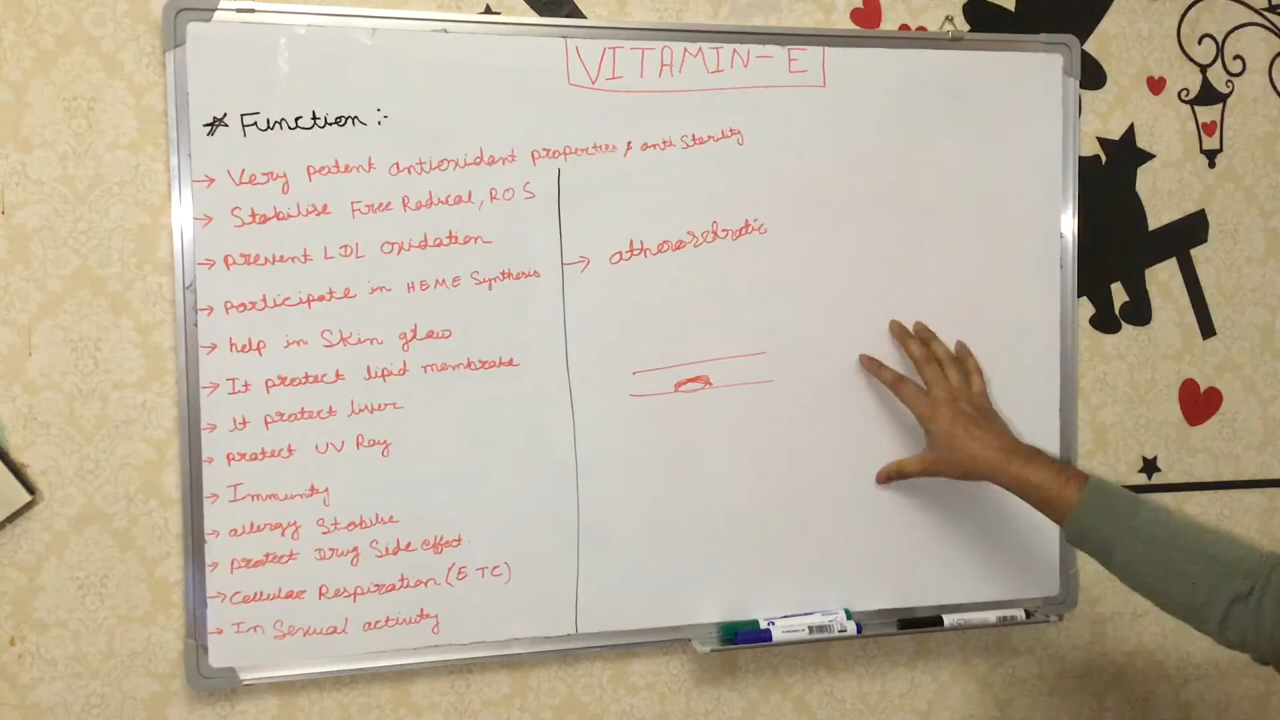 VITAMIN-E
* Function :-
→ Very potent antioxidant properties & anti Sterility
→ Stabilise Free Radical, ROS
→ prevent LDL oxidation
→ participate in HEME Synthesis
→ help in Skin glow
→ It protect lipid membrate
→ It protect liver
→ protect UV Ray
→ Immunity
→ allergy Stabilise
→ protect Drug Side effect.
→ Cellular Respiration (ETC)
→ In Sexual activity
→